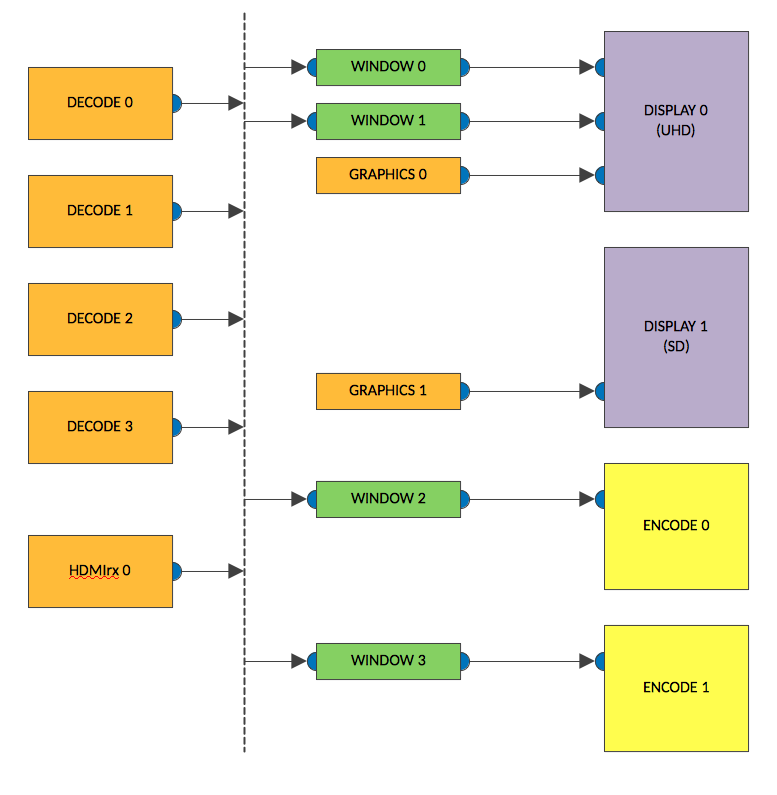 DECODE 0
DECODE 1
DECODE 2
DECODE 3
HDMIrx 0
WINDOW 0
WINDOW 1
GRAPHICS 0
GRAPHICS 1
WINDOW 2
WINDOW 3
DISPLAY 0
(UHD)
DISPLAY 1
(SD)
ENCODE 0
ENCODE 1